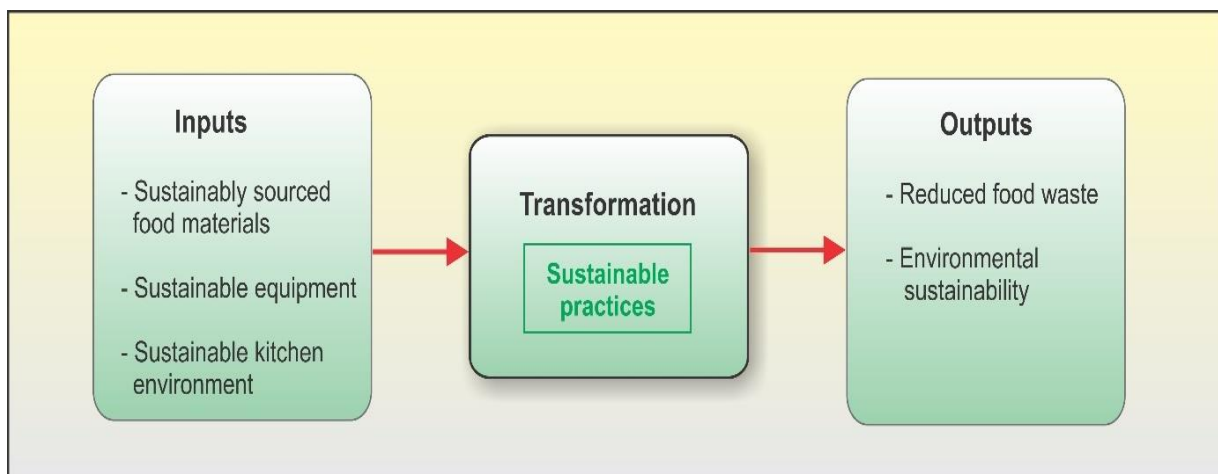 Inputs
- Sustainably sourced
food materials
- Sustainable equipment
- Sustainable kitchen
environment
Transformation
Sustainable
practices
Outputs
- Reduced food waste
- Environmental
sustainability